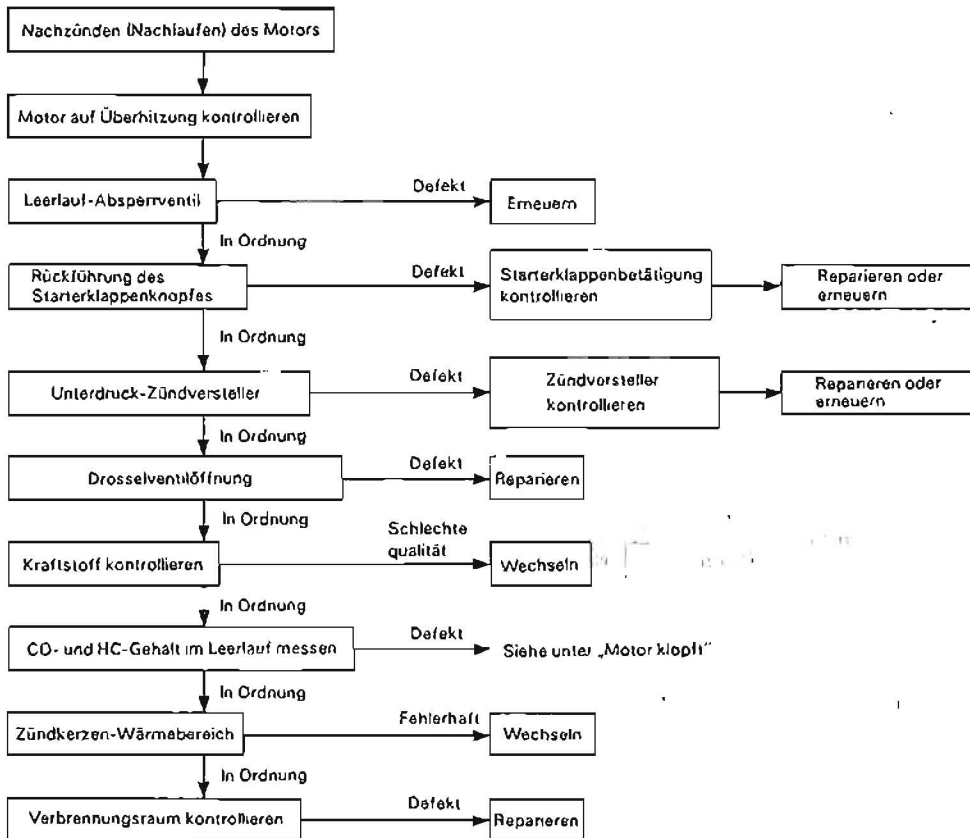 Nachzünden (Nachlaufen) des Motors
Motor auf Überhitzung kontrollieren
Leerlauf-Absperrventil
Defekt
Erneuern
In Ordnung
Rückführung des
Starterklappenknopfes
Defekt
Starterklappenbetätigung
kontrollieren
Reparieren oder
erneuern
In Ordnung
Unterdruck-Zündversteller
Defekt
Zündversteller
kontrollieren
Reparieren oder
erneuern
In Ordnung
Drosselventilöffnung
Defekt
Reparieren
In Ordnung
Kraftstoff kontrollieren
Schlechte
qualität
Wechseln
In Ordnung
CO- und HC-Gehalt im Leerlauf messen
Defekt
Siehe unter „Motor klopft"
In Ordnung
Zündkerzen-Wärmebereich
Fehlerhaft
Wechseln
In Ordnung
Verbrennungsraum kontrollieren
Defekt
Reparieren